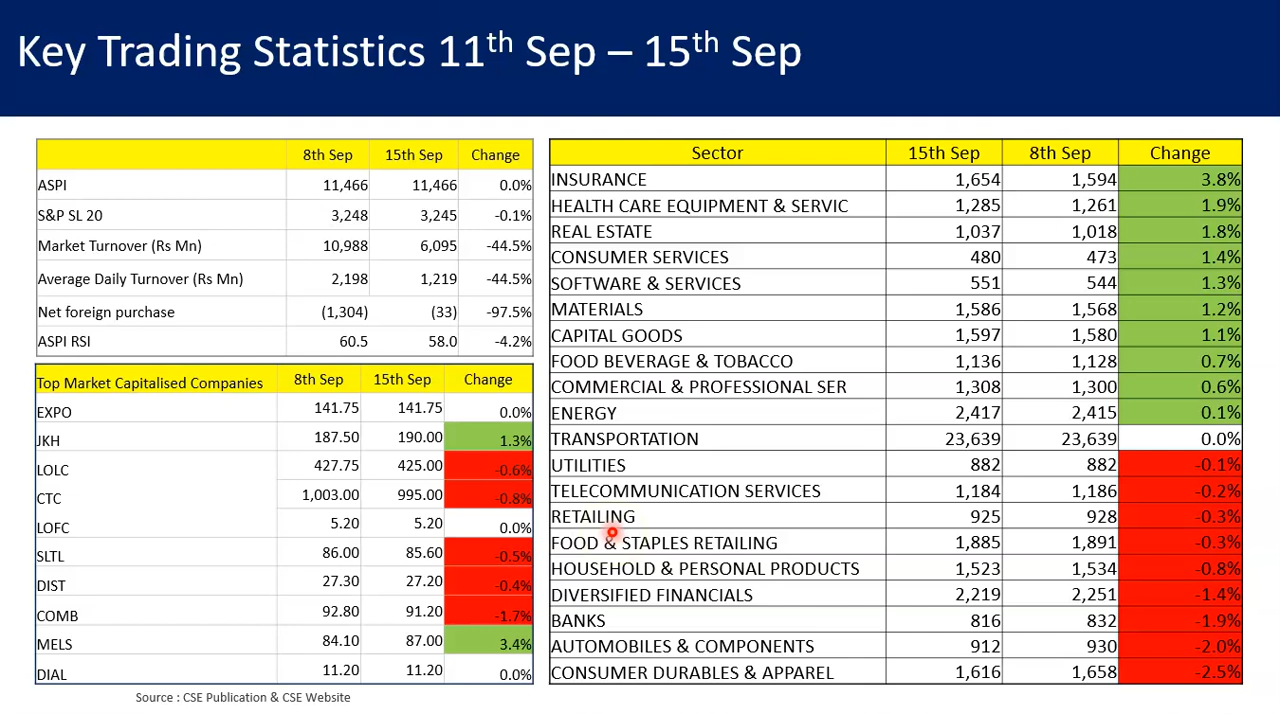 Key Trading Statistics 11th Sep – 15th Sep
8th Sep 15th Sep Change
ASPI 11,466 11,466 0.0%
S&P SL 20 3,248 3,245 -0.1%
Market Turnover (Rs Mn) 10,988 6,095 -44.5%
Average Daily Turnover (Rs Mn) 2,198 1,219 -44.5%
Net foreign purchase (1,304) (33) -97.5%
ASPI RSI 60.5 58.0 -4.2%
Top Market Capitalised Companies 8th Sep 15th Sep Change
EXPO 141.75 141.75 0.0%
JKH 187.50 190.00 1.3%
LOLC 427.75 425.00 -0.6%
CTC 1,003.00 995.00 -0.8%
LOFC 5.20 5.20 0.0%
SLTL 86.00 85.60 -0.5%
DIST 27.30 27.20 -0.4%
COMB 92.80 91.20 -1.7%
MELS 84.10 87.00 3.4%
DIAL 11.20 11.20 0.0%
Source : CSE Publication & CSE Website
Sector 15th Sep 8th Sep Change
INSURANCE 1,654 1,594 3.8%
HEALTH CARE EQUIPMENT & SERVIC 1,285 1,261 1.9%
REAL ESTATE 1,037 1,018 1.8%
CONSUMER SERVICES 480 473 1.4%
SOFTWARE & SERVICES 551 544 1.3%
MATERIALS 1,586 1,568 1.2%
CAPITAL GOODS 1,597 1,580 1.1%
FOOD BEVERAGE & TOBACCO 1,136 1,128 0.7%
COMMERCIAL & PROFESSIONAL SER 1,308 1,300 0.6%
ENERGY 2,417 2,415 0.1%
TRANSPORTATION 23,639 23,639 0.0%
UTILITIES 882 882 -0.1%
TELECOMMUNICATION SERVICES 1,184 1,186 -0.2%
RETAILING 925 928 -0.3%
FOOD & STAPLES RETAILING 1,885 1,891 -0.3%
HOUSEHOLD & PERSONAL PRODUCTS 1,523 1,534 -0.8%
DIVERSIFIED FINANCIALS 2,219 2,251 -1.4%
BANKS 816 832 -1.9%
AUTOMOBILES & COMPONENTS 912 930 -2.0%
CONSUMER DURABLES & APPAREL 1,616 1,658 -2.5%